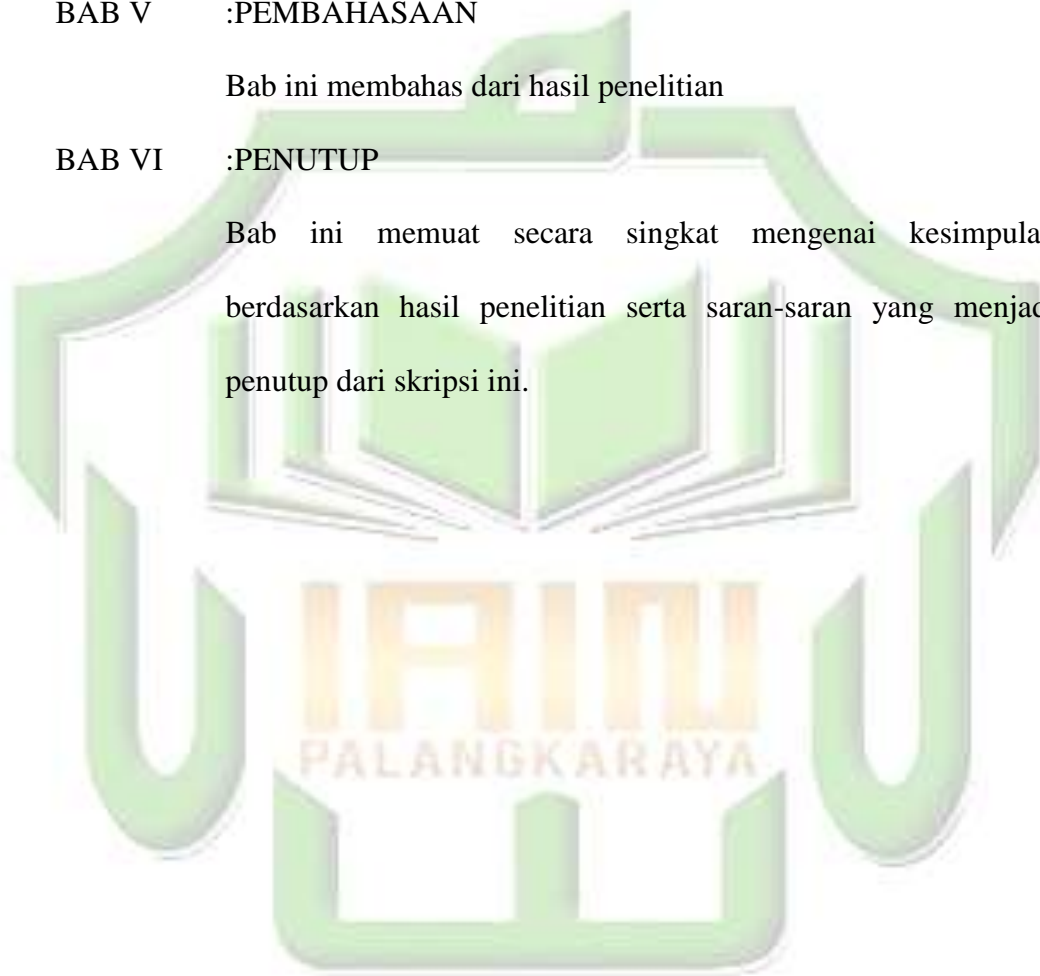 BAB V :PEMBAHASAAN
Bab ini membahas dari hasil penelitian
BAB VI :PENUTUP
Bab ini memuat secara singkat mengenai kesimpula
berdasarkan hasil penelitian serta saran-saran yang menjad
penutup dari skripsi ini.
IAIN
PALANGKARAYA